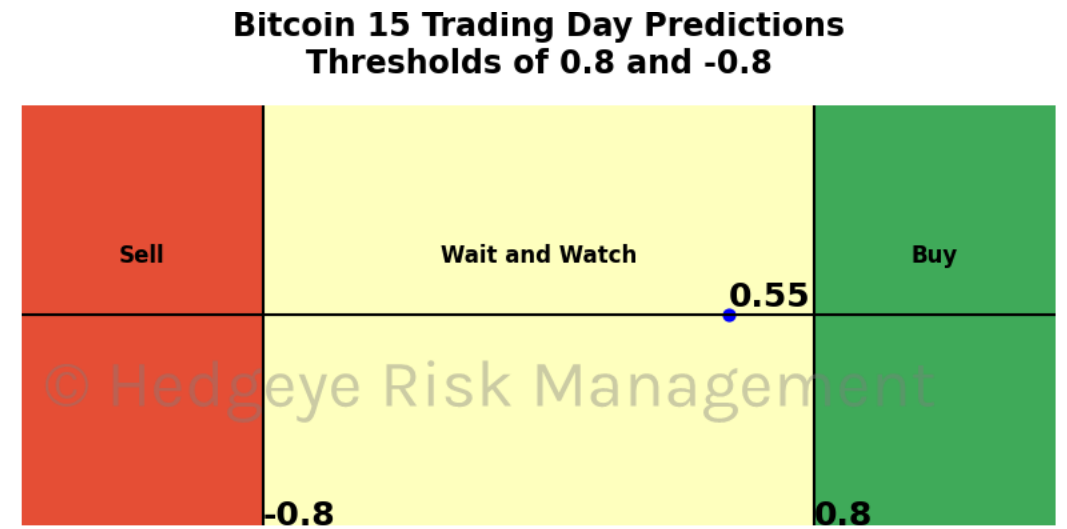 Bitcoin 15 Trading Day Predictions
Thresholds of 0.8 and -0.8
Sell
Wait and Watch
Buy
0.55
© Hedgeye Risk Management
-0.8
0.8